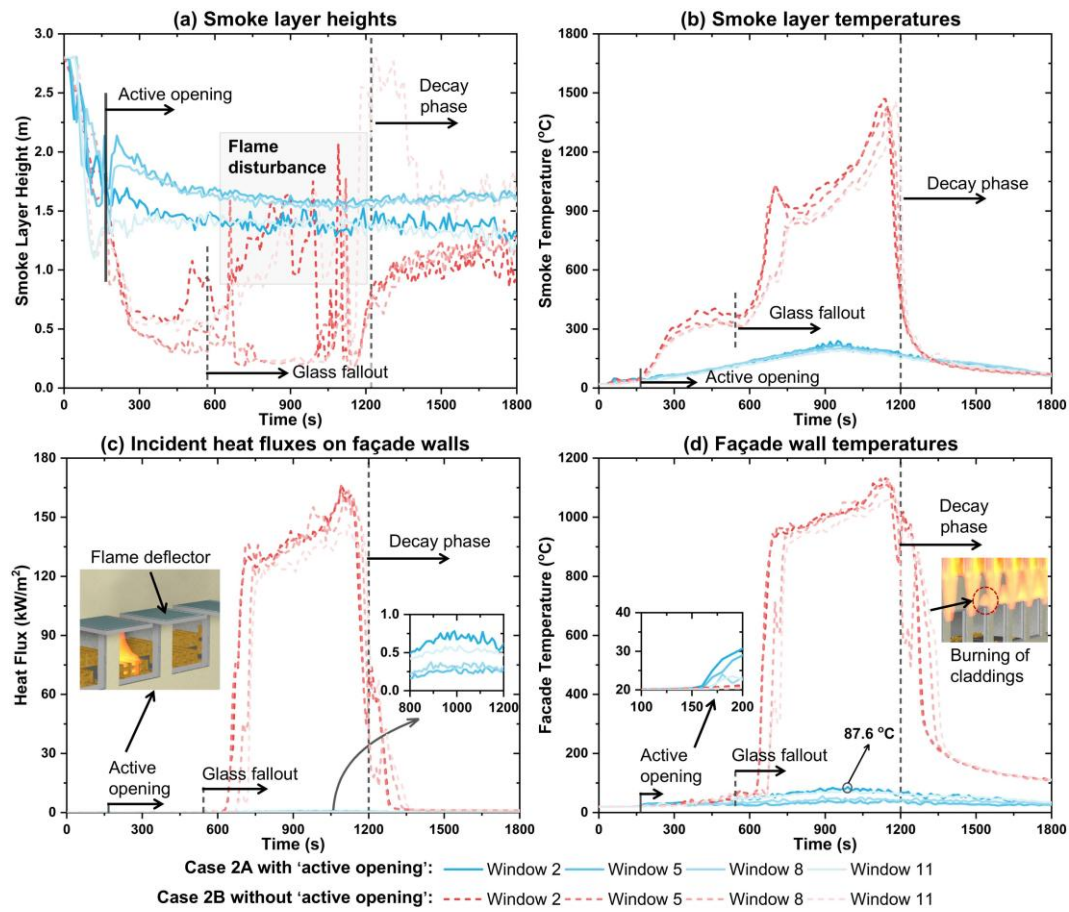 (a) Smoke layer heights
3.0
2.5
2.0
1.5
1.0
0.5
0.0
Smoke Layer Height (m)
0 300 600 900 1200 1500 1800
Time (s)
Active opening
Flame
disturbance
Decay
phase
Glass fallout
(b) Smoke layer temperatures
1800
1500
1200
900
600
300
0
Smoke Temperature (°C)
0 300 600 900 1200 1500 1800
Time (s)
Decay phase
Glass fallout
Active opening
(c) Incident heat fluxes on façade walls
180
150
120
90
60
30
0
Heat Flux (kW/m²)
0 300 600 900 1200 1500 1800
Time (s)
Flame deflector
Decay phase
1.0
0.5
0.0
800 1000 1200
Active
opening
Glass fallout
(d) Façade wall temperatures
1200
1000
800
600
400
200
0
Facade Temperature (°C)
0 300 600 900 1200 1500 1800
Time (s)
Decay
phase
Burning of
claddings
40
30
20
100 150 200
Active
opening
Glass fallout
87.6 °C
Case 2A with ‘active opening’: Window 2 Window 5 Window 8 Window 11
Case 2B without ‘active opening’: Window 2 Window 5 Window 8 Window 11